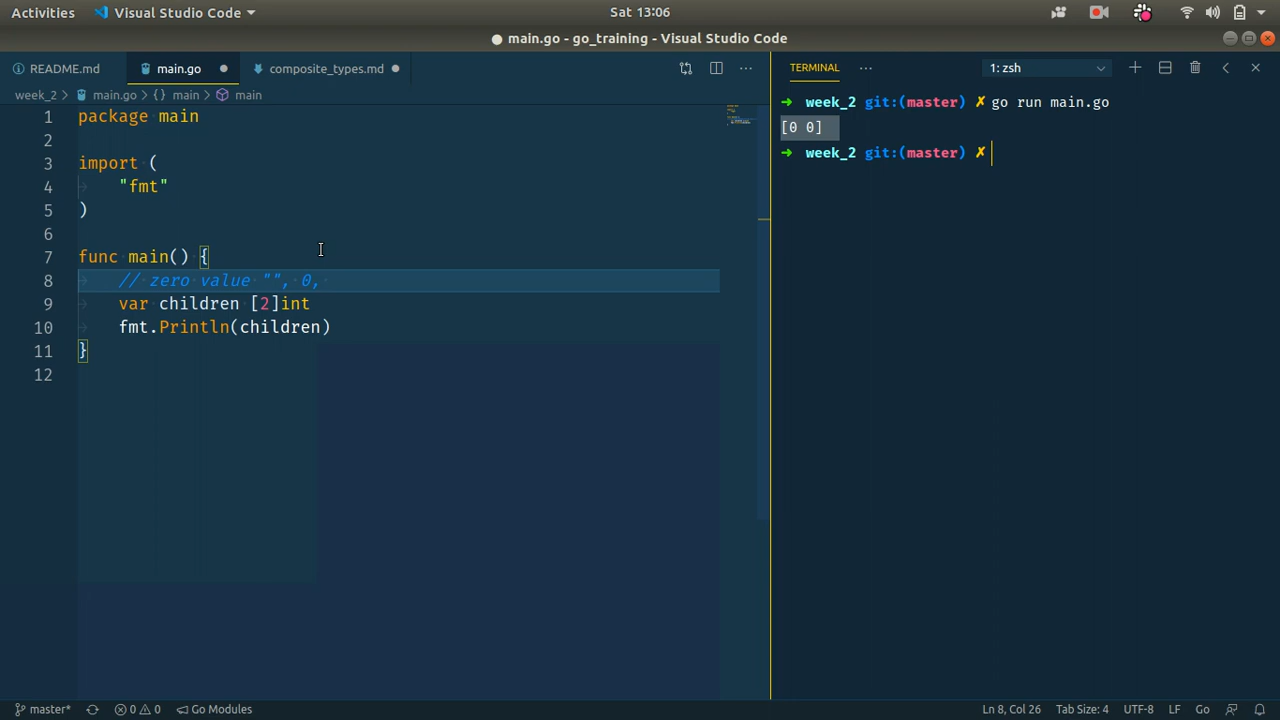 Activities Visual Studio Code Sat 13:06
● main.go - go_training - Visual Studio Code
README.md main.go ● composite_types.md ● ···
week_2 > main.go > {} main > main
1 package main
2
3 import (
4 "fmt"
5 )
6
7 func main() {
8 // zero value "", 0,
9 var children [2]int
10 fmt.Println(children)
11 }
12
TERMINAL ··· 1: zsh
➜ week_2 git:(master) ✗ go run main.go
[0 0]
➜ week_2 git:(master) ✗
master* 0 0 Go Modules Ln 8, Col 26 Tab Size: 4 UTF-8 LF Go